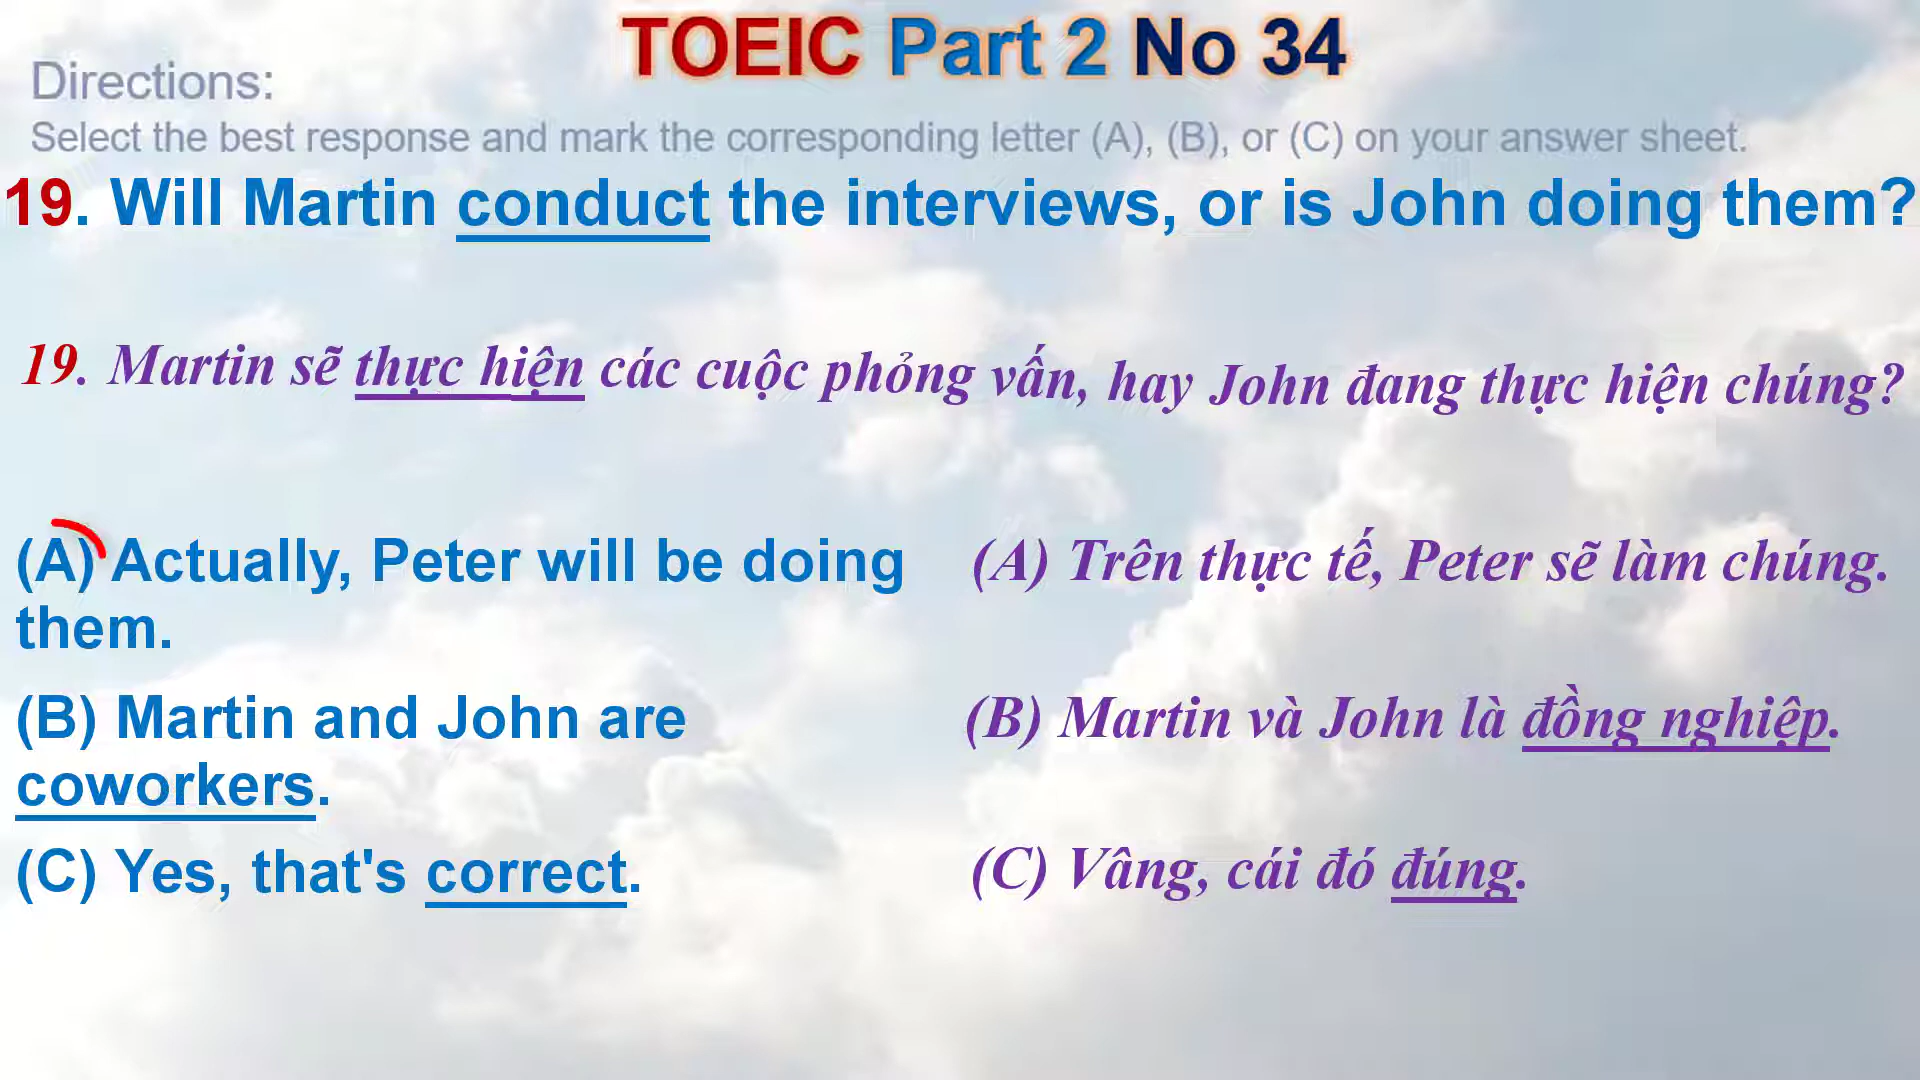 TOEIC Part 2 No 34
Directions:
Select the best response and mark the corresponding letter (A), (B), or (C) on your answer sheet.
19. Will Martin conduct the interviews, or is John doing them?
19. Martin sẽ thực hiện các cuộc phỏng vấn, hay John đang thực hiện chúng?
(A) Actually, Peter will be doing
them.
(A) Trên thực tế, Peter sẽ làm chúng.
(B) Martin and John are
coworkers.
(B) Martin và John là đồng nghiệp.
(C) Yes, that's correct.
(C) Vâng, cái đó đúng.